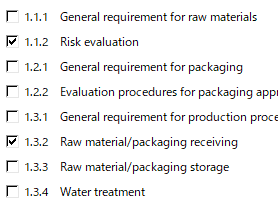 1.1.1 General requirement for raw materials
1.1.2 Risk evaluation
1.2.1 General requirement for packaging
1.2.2 Evaluation procedures for packaging appr
1.3.1 General requirement for production proce
1.3.2 Raw material/packaging receiving
1.3.3 Raw material/packaging storage
1.3.4 Water treatment